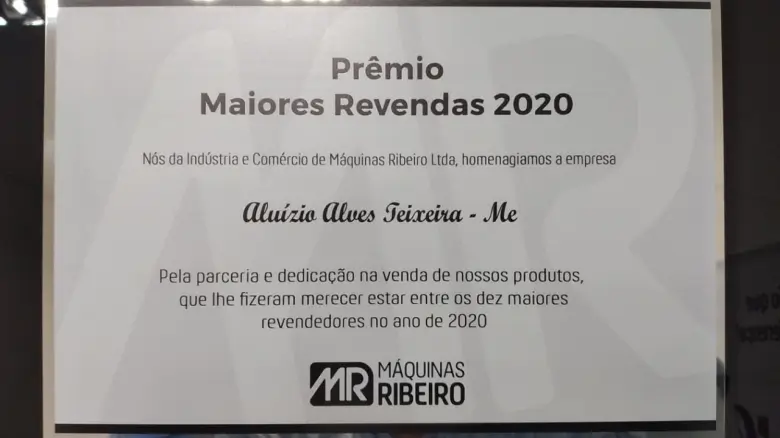 Prêmio
Maiores Revendas 2020
Nós da Indústria e Comércio de Máquinas Ribeiro Ltda, homenagiamos a empresa
Aluízio Alves Teixeira - Me
Pela parceria e dedicação na venda de nossos produtos,
que lhe fizeram merecer estar entre os dez maiores
revendedores no ano de 2020
MR MÁQUINAS
RIBEIRO